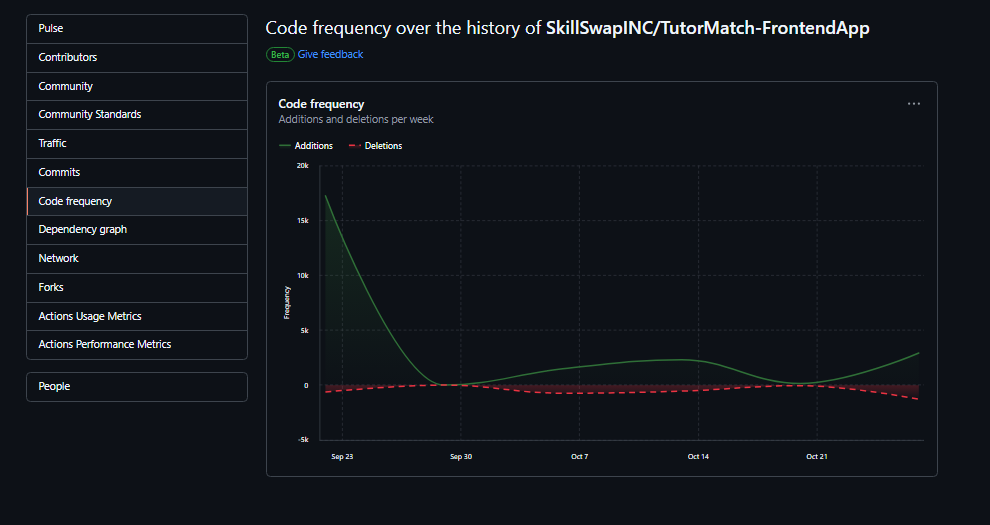 Pulse
Contributors
Community
Community Standards
Traffic
Commits
Code frequency
Dependency graph
Network
Forks
Actions Usage Metrics
Actions Performance Metrics
People
Code frequency over the history of SkillSwapINC/TutorMatch-FrontendApp
Beta Give feedback
Code frequency
Additions and deletions per week
Additions Deletions
20k
15k
10k
5k
0
-5k
Frequency
Sep 23 Sep 30 Oct 7 Oct 14 Oct 21